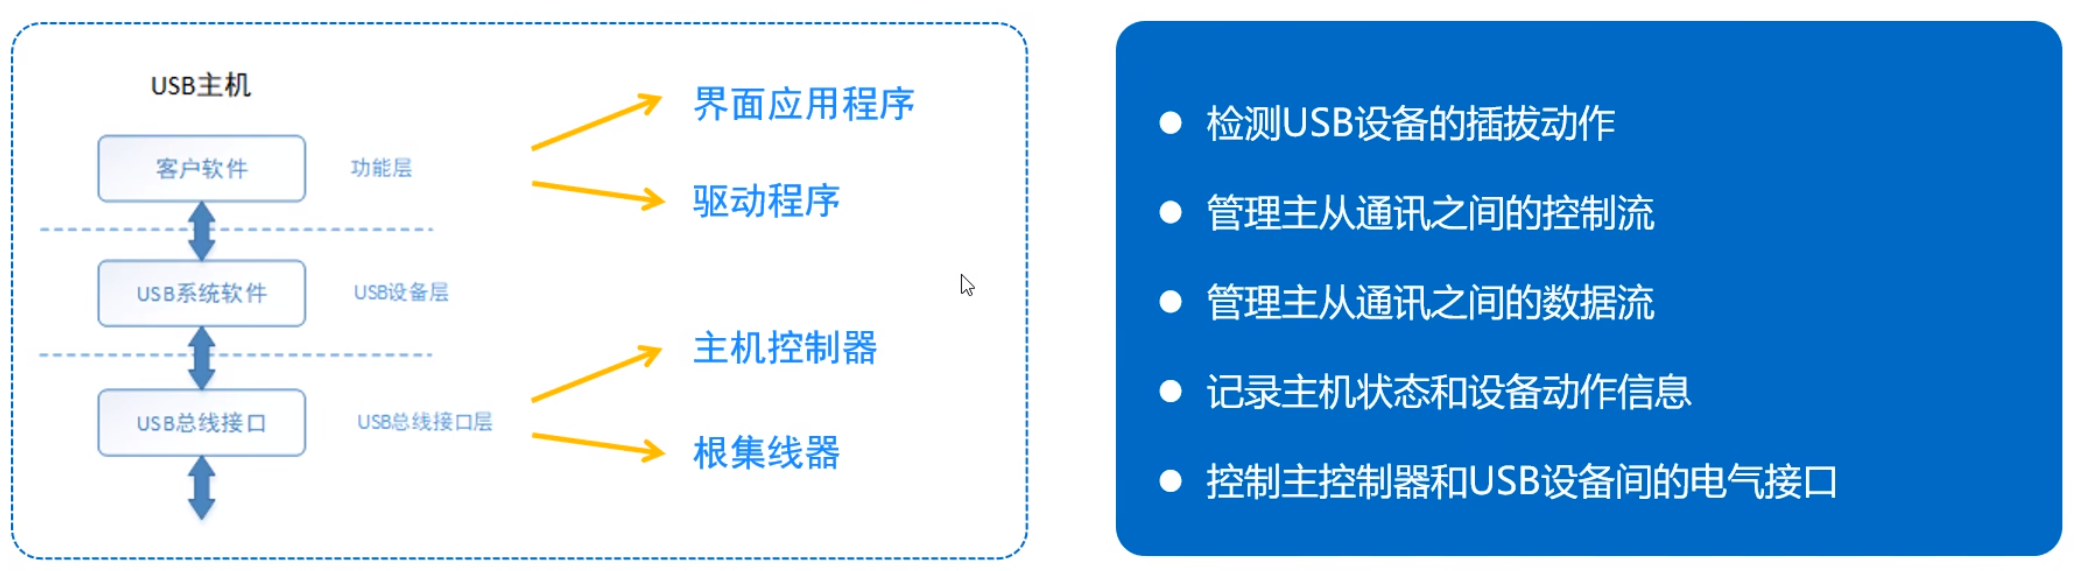 USB主机
客户软件
功能层
界面应用程序
驱动程序
USB系统软件
USB设备层
USB总线接口
USB总线接口层
主机控制器
根集线器
检测USB设备的插拔动作
管理主从通讯之间的控制流
管理主从通讯之间的数据流
记录主机状态和设备动作信息
控制主控制器和USB设备间的电气接口